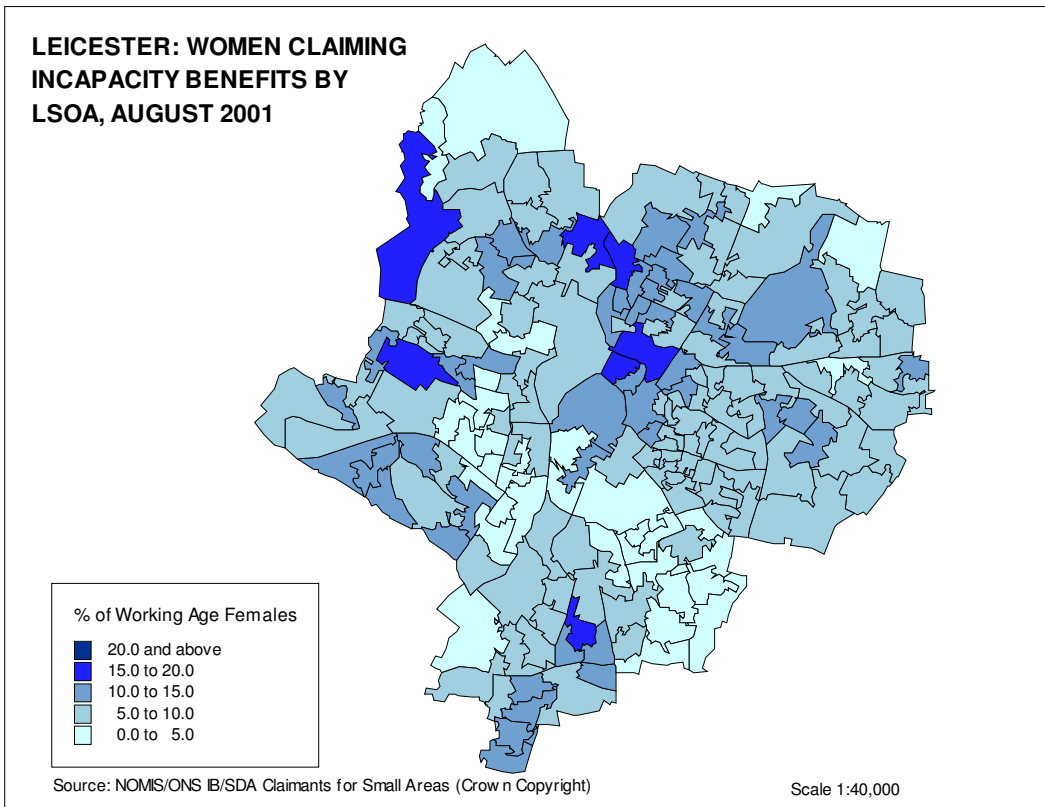 LEICESTER: WOMEN CLAIMING
INCAPACITY BENEFITS BY
LSOA, AUGUST 2001
% of Working Age Females
20.0 and above
15.0 to 20.0
10.0 to 15.0
5.0 to 10.0
0.0 to 5.0
Source: NOMIS/ONS IB/SDA Claimants for Small Areas (Crown Copyright)
Scale 1:40,000